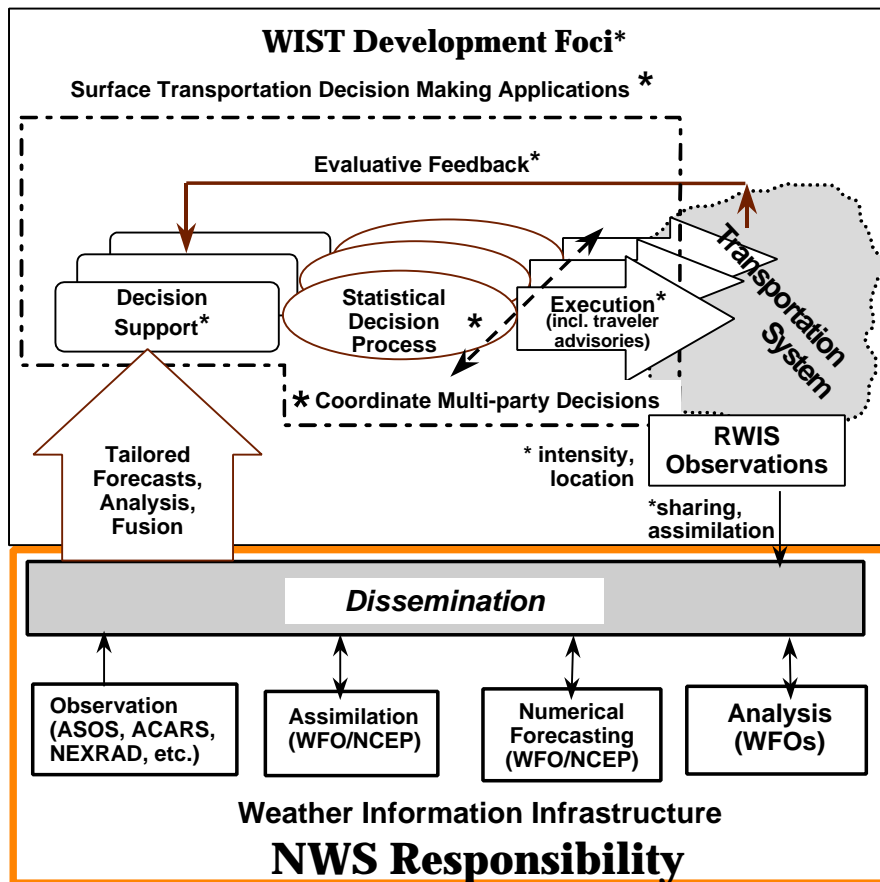 WIST Development Foci*
Surface Transportation Decision Making Applications *
Evaluative Feedback*
Decision
Support*
Statistical
Decision
Process
*
Execution*
(incl. traveler
advisories)
Transportation
System
* Coordinate Multi-party Decisions
Tailored
Forecasts,
Analysis,
Fusion
* intensity,
location
RWIS
Observations
*sharing,
assimilation
Dissemination
Observation
(ASOS, ACARS,
NEXRAD, etc.)
Assimilation
(WFO/NCEP)
Numerical
Forecasting
(WFO/NCEP)
Analysis
(WFOs)
Weather Information Infrastructure
NWS Responsibility